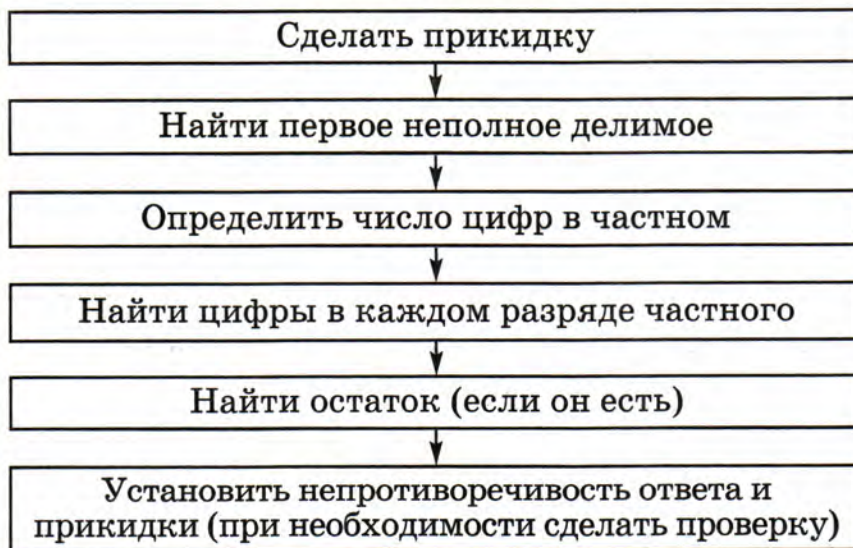 Сделать прикидку
Найти первое неполное делимое
Определить число цифр в частном
Найти цифры в каждом разряде частного
Найти остаток (если он есть)
Установить непротиворечивость ответа и
прикидки (при необходимости сделать проверку)